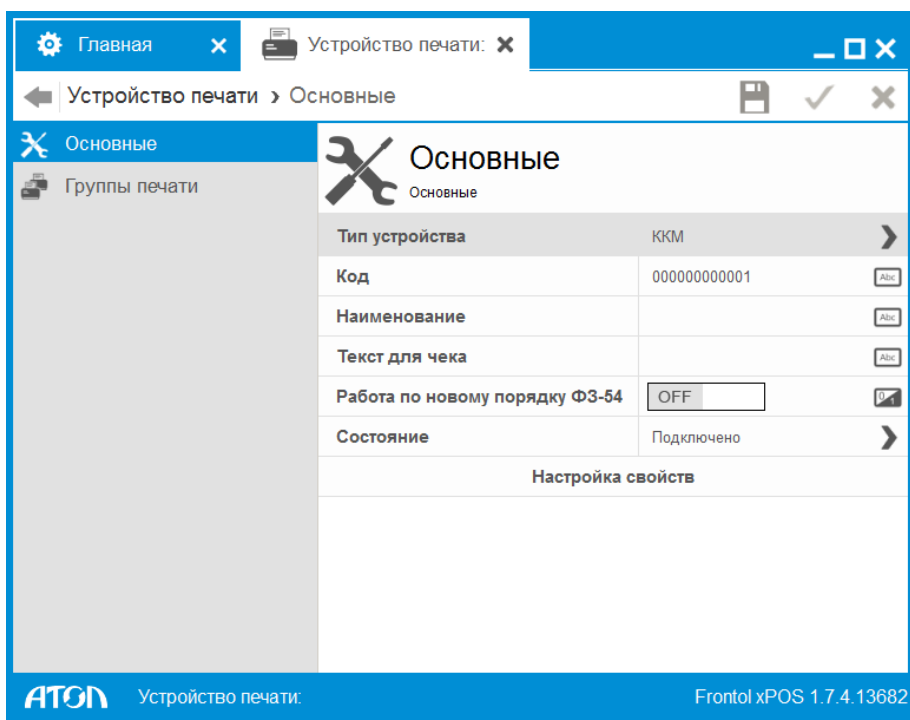 Главная
Устройство печати:
Устройство печати › Основные
Основные
Группы печати
Основные
Основные
Тип устройства ККМ
Код 000000000001 Abc
Наименование Abc
Текст для чека Abc
Работа по новому порядку ФЗ-54 OFF 0 1
Состояние Подключено
Настройка свойств
АТОЛ Устройство печати: Frontol xPOS 1.7.4.13682